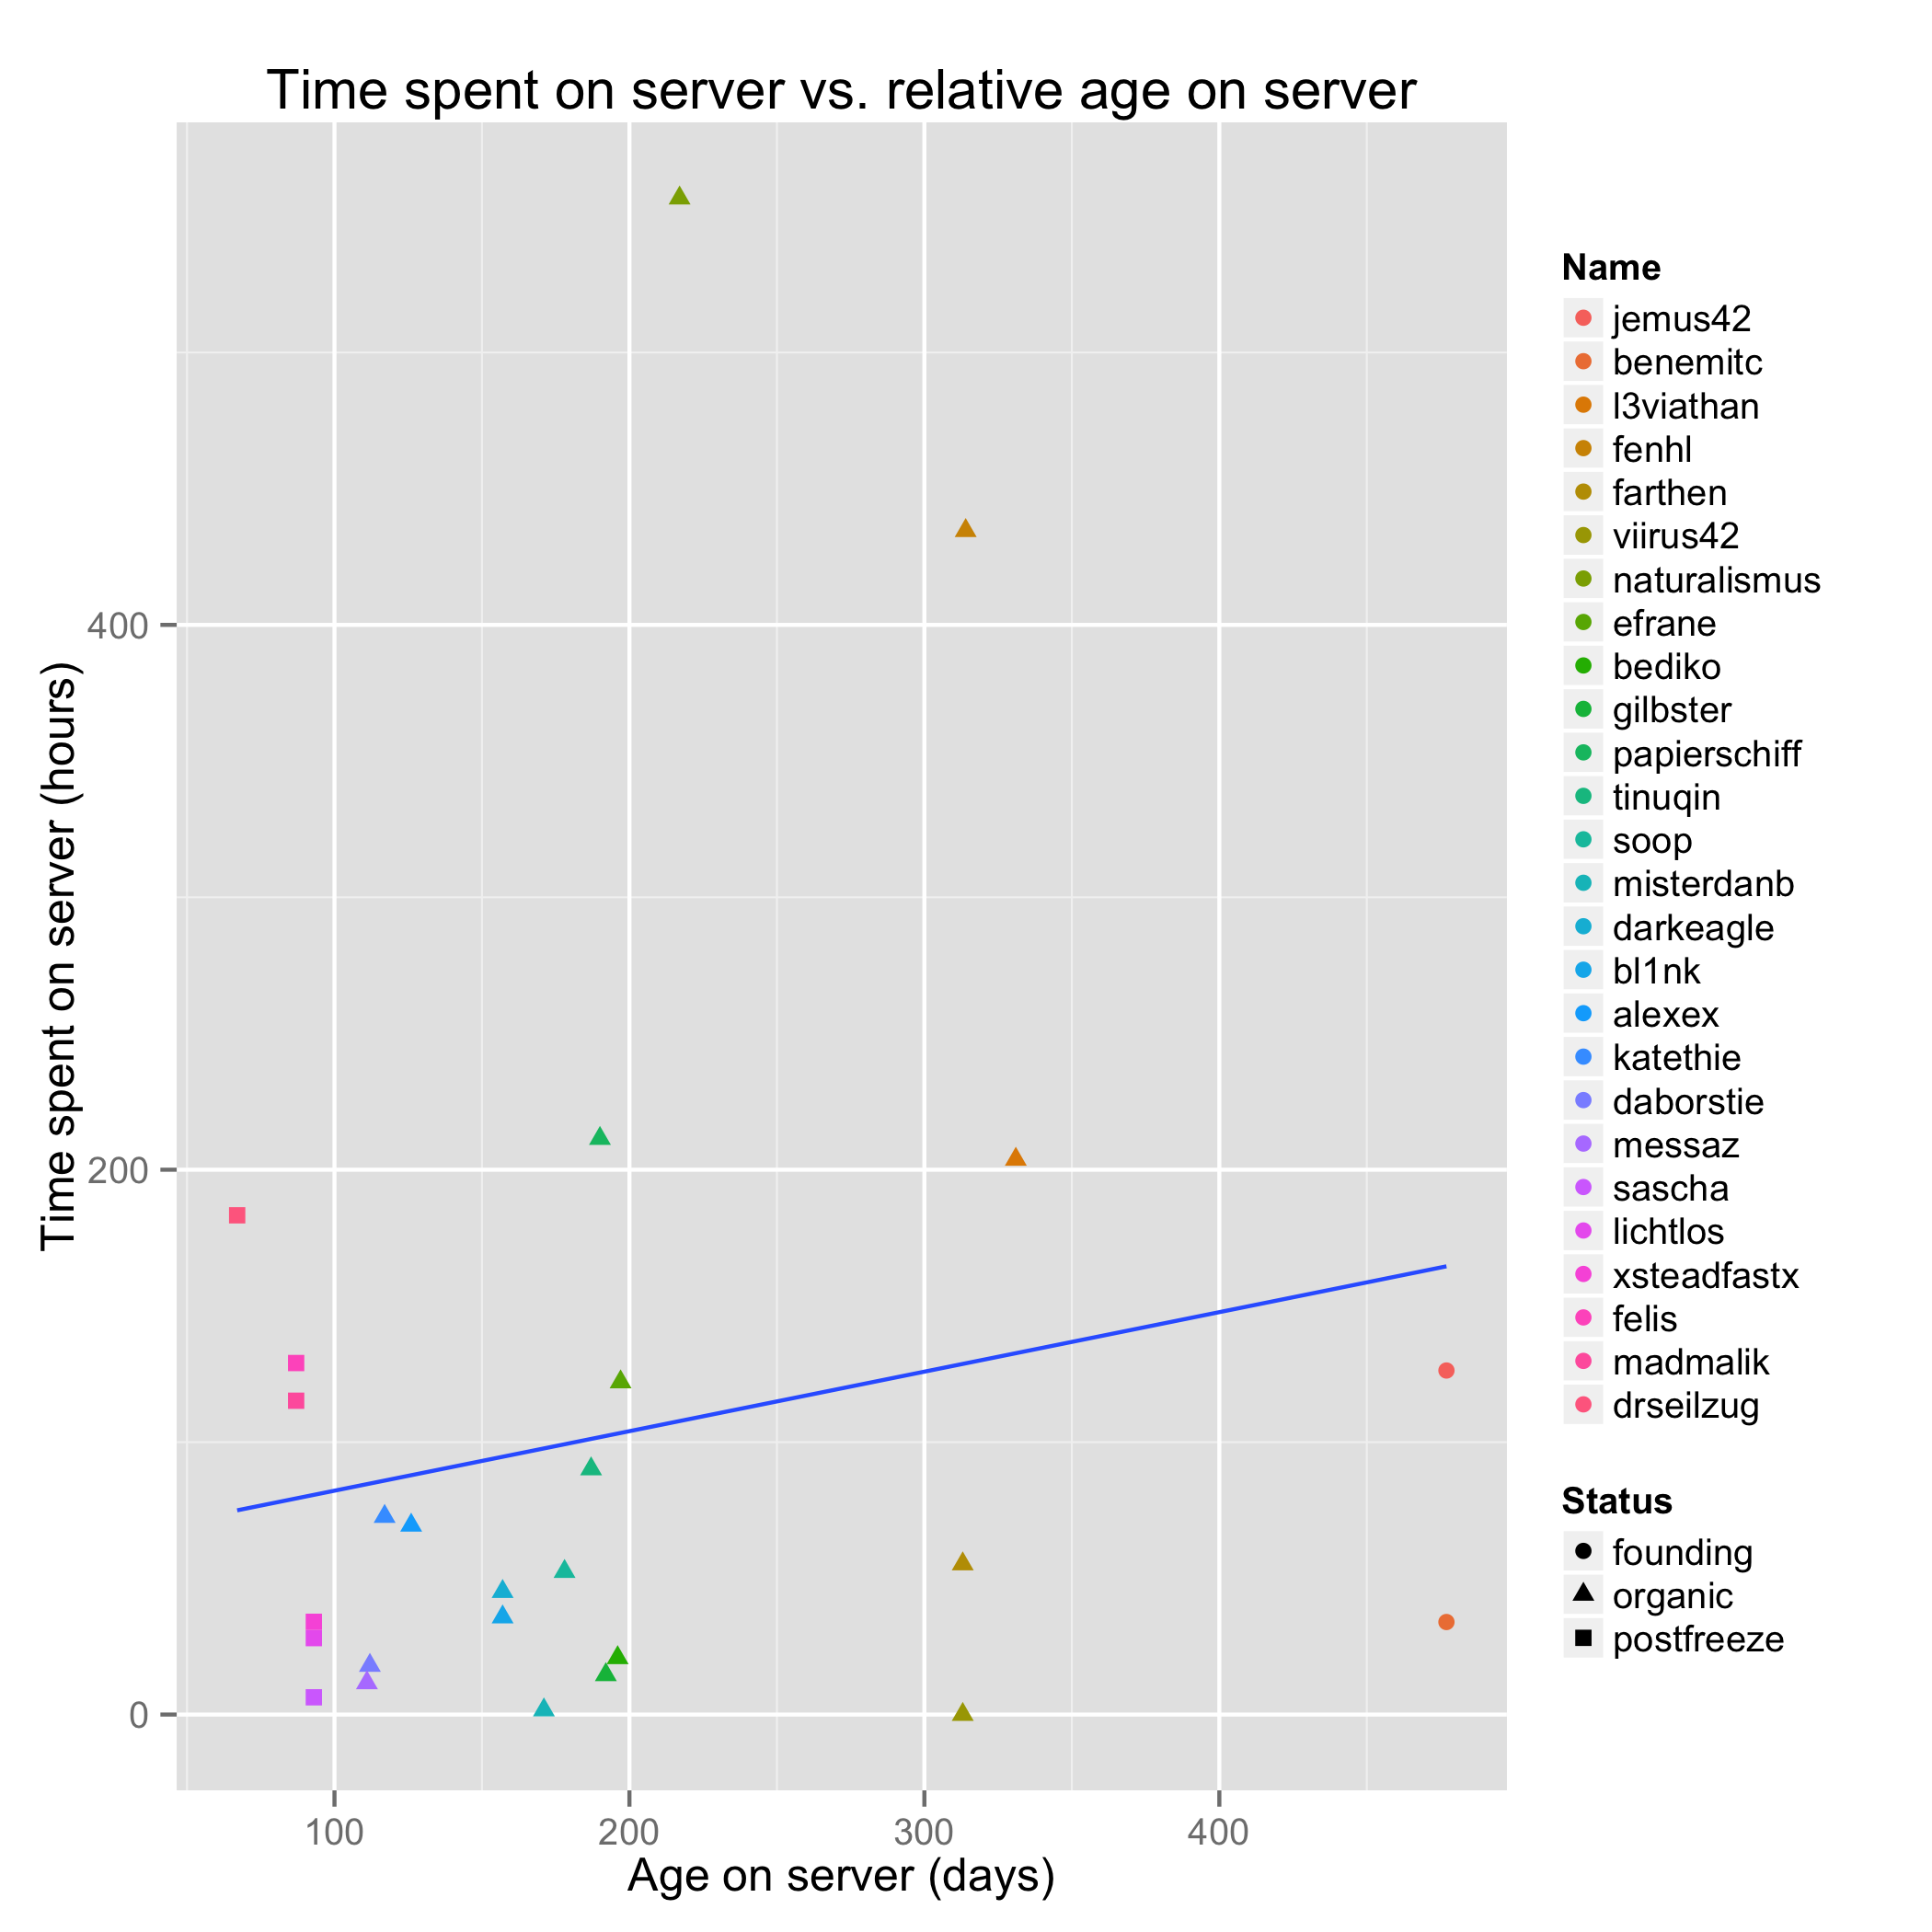 Time spent on server vs. relative age on server
Time spent on server (hours)
400
200
0
100
200
300
400
Age on server (days)
Name
jemus42
benemitc
l3viathan
fenhl
farthen
viirus42
naturalismus
efrane
bediko
gilbster
papierschiff
tinuqin
soop
misterdanb
darkeagle
bl1nk
alexex
katethie
daborstie
messaz
sascha
lichtlos
xsteadfastx
felis
madmalik
drseilzug
Status
founding
organic
postfreeze